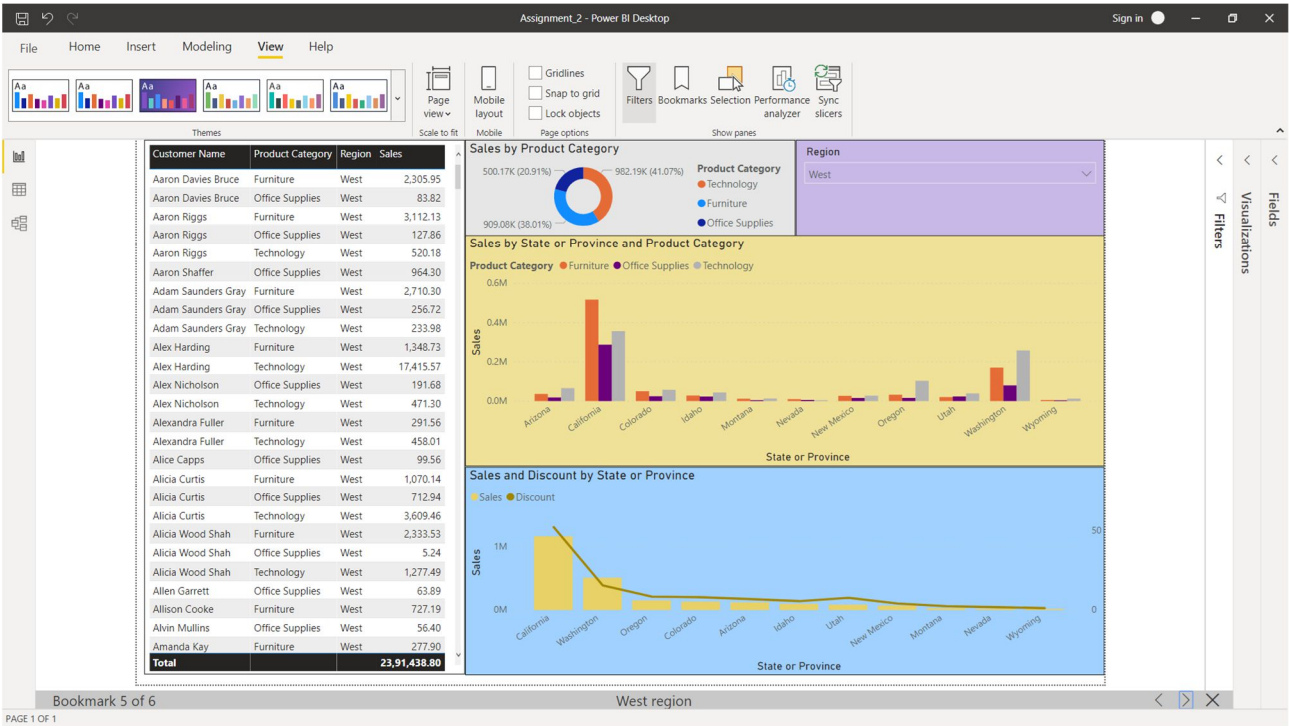 Assignment_2 - Power BI Desktop
Sign in
File Home Insert Modeling View Help
Aa Aa Aa Aa Aa Aa
Page view
Mobile layout
Gridlines
Snap to grid
Lock objects
Filters Bookmarks Selection Performance analyzer Sync slicers
Themes Scale to fit Mobile Page options Show panes
Customer Name Product Category Region Sales
Aaron Davies Bruce Furniture West 2,305.95
Aaron Davies Bruce Office Supplies West 83.82
Aaron Riggs Furniture West 3,112.13
Aaron Riggs Office Supplies West 127.86
Aaron Riggs Technology West 520.18
Aaron Shaffer Office Supplies West 964.30
Adam Saunders Gray Furniture West 2,710.30
Adam Saunders Gray Office Supplies West 256.72
Adam Saunders Gray Technology West 233.98
Alex Harding Furniture West 1,348.73
Alex Harding Technology West 17,415.57
Alex Nicholson Office Supplies West 191.68
Alex Nicholson Technology West 471.30
Alexandra Fuller Furniture West 291.56
Alexandra Fuller Technology West 458.01
Alice Capps Office Supplies West 99.56
Alicia Curtis Furniture West 1,070.14
Alicia Curtis Office Supplies West 712.94
Alicia Curtis Technology West 3,609.46
Alicia Wood Shah Furniture West 2,333.53
Alicia Wood Shah Office Supplies West 5.24
Alicia Wood Shah Technology West 1,277.49
Allen Garrett Office Supplies West 63.89
Allison Cooke Furniture West 727.19
Alvin Mullins Office Supplies West 56.40
Amanda Kay Furniture West 277.90
Total 23,91,438.80
Sales by Product Category
500.17K (20.91%)
982.19K (41.07%)
909.08K (38.01%)
Product Category
Technology
Furniture
Office Supplies
Region
West
Sales by State or Province and Product Category
Product Category Furniture Office Supplies Technology
0.6M
0.4M
0.2M
0.0M
Sales
Arizona California Colorado Idaho Montana Nevada New Mexico Oregon Utah Washington Wyoming
State or Province
Sales and Discount by State or Province
Sales Discount
1M
0M
Sales
50
0
California Washington Oregon Colorado Arizona Idaho Utah New Mexico Montana Nevada Wyoming
State or Province
Filters
Visualizations
Fields
Bookmark 5 of 6
West region
PAGE 1 OF 1